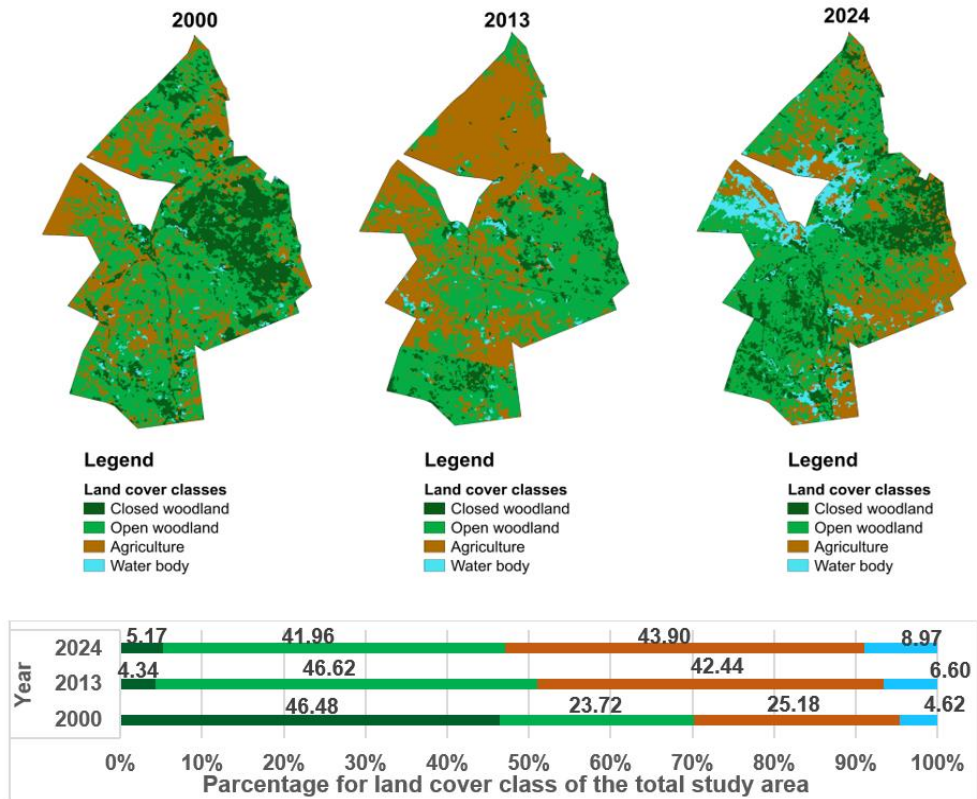 2000
2013
2024
Legend
Land cover classes
Closed woodland
Open woodland
Agriculture
Water body
Legend
Land cover classes
Closed woodland
Open woodland
Agriculture
Water body
Legend
Land cover classes
Closed woodland
Open woodland
Agriculture
Water body
Year
2024 5.17 41.96 43.90 8.97
2013 4.34 46.62 42.44 6.60
2000 46.48 23.72 25.18 4.62
0% 10% 20% 30% 40% 50% 60% 70% 80% 90% 100%
Parcentage for land cover class of the total study area